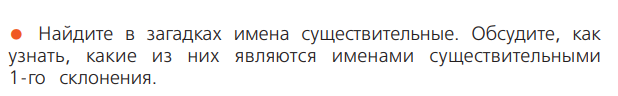 • Найдите в загадках имена существительные. Обсудите, как
узнать, какие из них являются именами существительными
1-го склонения.